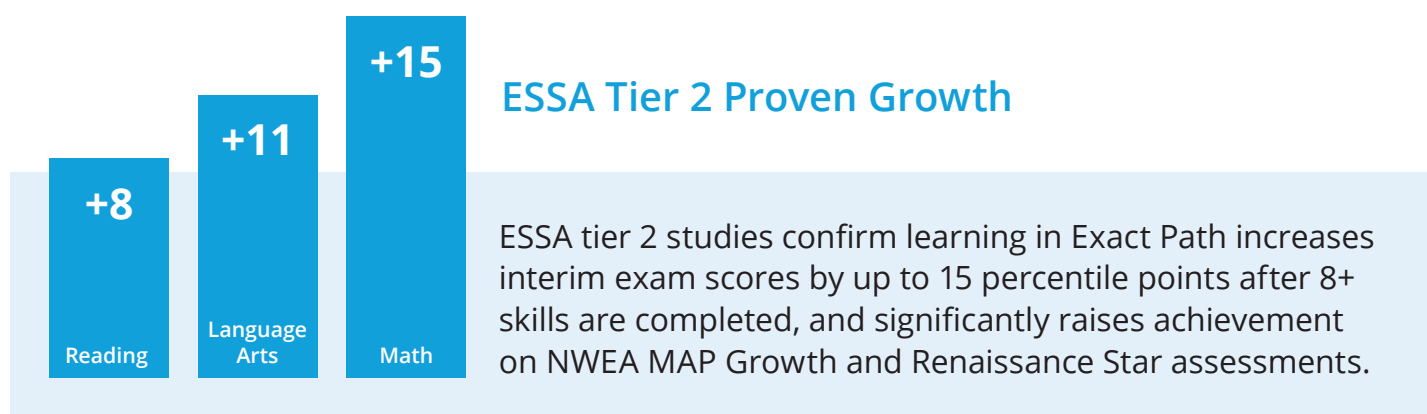 +8
Reading
+11
Language
Arts
+15
Math
ESSA Tier 2 Proven Growth
ESSA tier 2 studies confirm learning in Exact Path increases
interim exam scores by up to 15 percentile points after 8+
skills are completed, and significantly raises achievement
on NWEA MAP Growth and Renaissance Star assessments.